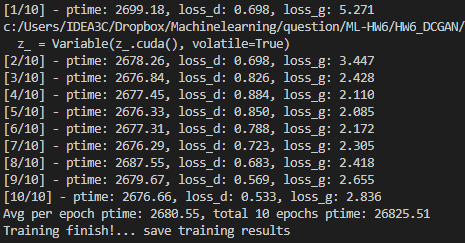 [1/10] - ptime: 2699.18, loss_d: 0.698, loss_g: 5.271
c:/Users/IDEA3C/Dropbox/Machinelearning/question/ML-HW6/HW6_DCGAN/
z_ = Variable(z_.cuda(), volatile=True)
[2/10] - ptime: 2678.26, loss_d: 0.698, loss_g: 3.447
[3/10] - ptime: 2676.84, loss_d: 0.826, loss_g: 2.428
[4/10] - ptime: 2677.45, loss_d: 0.884, loss_g: 2.110
[5/10] - ptime: 2676.33, loss_d: 0.850, loss_g: 2.085
[6/10] - ptime: 2677.31, loss_d: 0.788, loss_g: 2.172
[7/10] - ptime: 2676.29, loss_d: 0.723, loss_g: 2.305
[8/10] - ptime: 2687.55, loss_d: 0.683, loss_g: 2.418
[9/10] - ptime: 2679.67, loss_d: 0.569, loss_g: 2.655
[10/10] - ptime: 2676.66, loss_d: 0.533, loss_g: 2.836
Avg per epoch ptime: 2680.55, total 10 epochs ptime: 26825.51
Training finish!... save training results